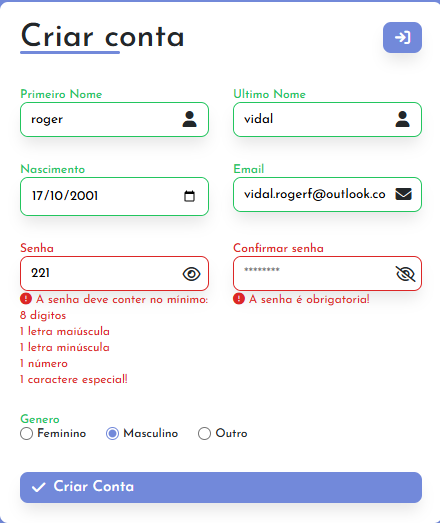 Criar conta
Primeiro Nome
Ultimo Nome
roger
vidal
Nascimento
Email
17/10/2001
vidal.rogerf@outlook.co
Senha
Confirmar senha
221
********
A senha deve conter no mínimo:
8 dígitos
1 letra maiúscula
1 letra minúscula
1 número
1 caractere especial!
A senha é obrigatoria!
Genero
Feminino
Masculino
Outro
Criar Conta